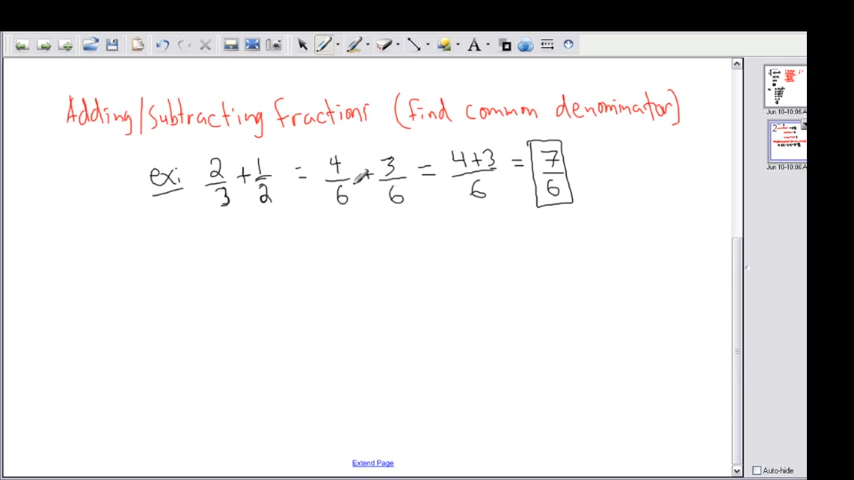 Adding/Subtracting fractions (find common denominator)
ex: 2/3 + 1/2 = 4/6 + 3/6 = 4+3/6 = 7/6
Extend Page
Auto-hide